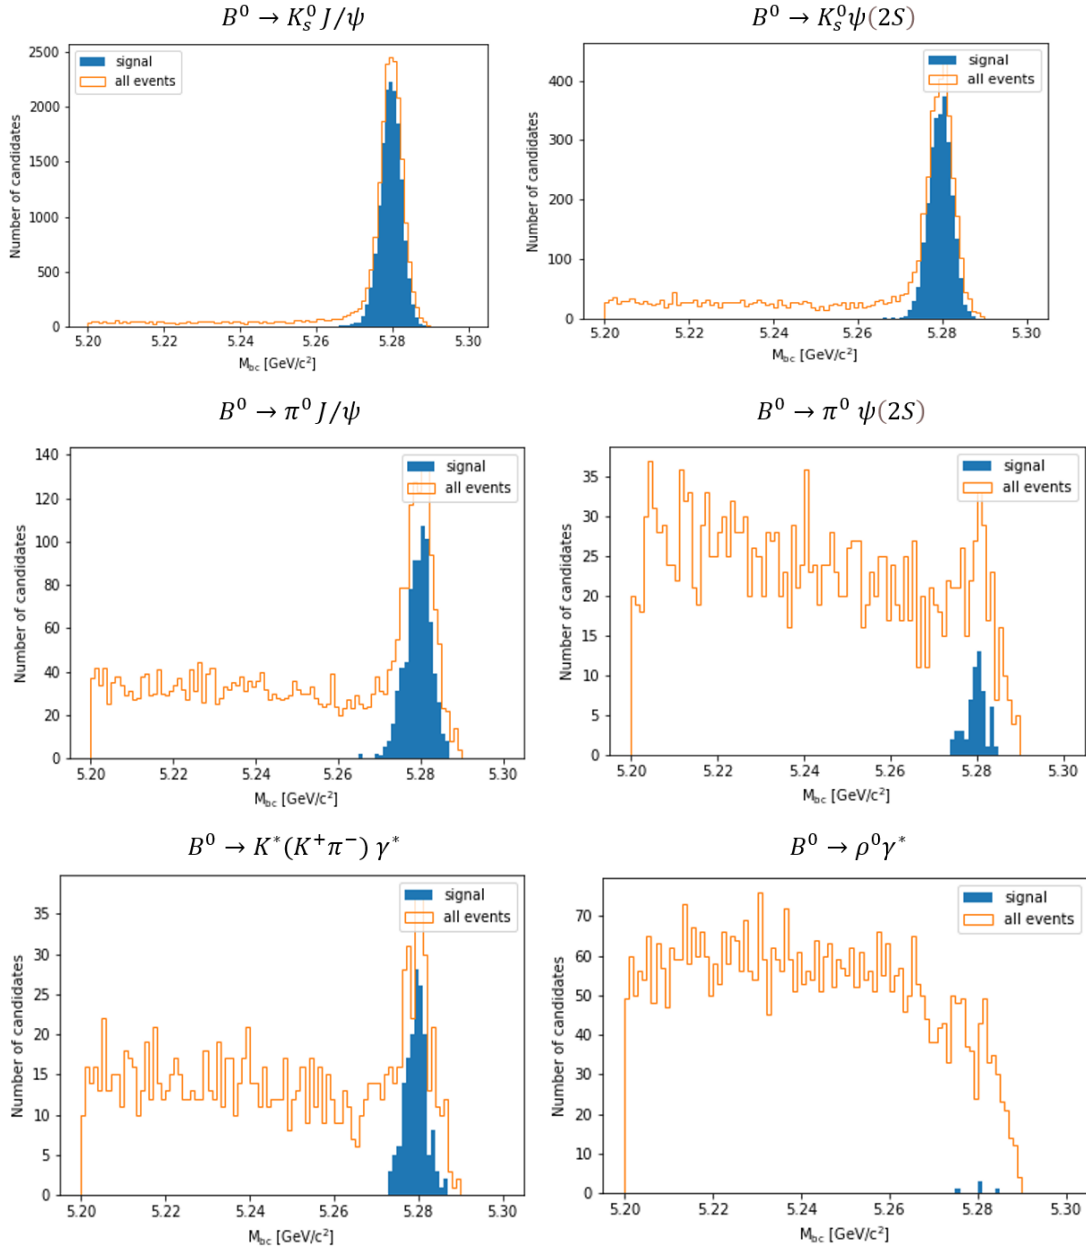 B⁰ → K_s⁰ J/ψ
signal
all events
Number of candidates
2500
2000
1500
1000
500
0
5.20 5.22 5.24 5.26 5.28 5.30
M_bc [GeV/c²]
B⁰ → K_s⁰ ψ(2S)
signal
all events
Number of candidates
400
300
200
100
0
5.20 5.22 5.24 5.26 5.28 5.30
M_bc [GeV/c²]
B⁰ → π⁰ J/ψ
signal
all events
Number of candidates
140
120
100
80
60
40
20
0
5.20 5.22 5.24 5.26 5.28 5.30
M_bc [GeV/c²]
B⁰ → π⁰ ψ(2S)
signal
all events
Number of candidates
35
30
25
20
15
10
5
0
5.20 5.22 5.24 5.26 5.28 5.30
M_bc [GeV/c²]
B⁰ → K*(K⁺π⁻) γ*
signal
all events
Number of candidates
35
30
25
20
15
10
5
0
5.20 5.22 5.24 5.26 5.28 5.30
M_bc [GeV/c²]
B⁰ → ρ⁰γ*
signal
all events
Number of candidates
70
60
50
40
30
20
10
0
5.20 5.22 5.24 5.26 5.28 5.30
M_bc [GeV/c²]